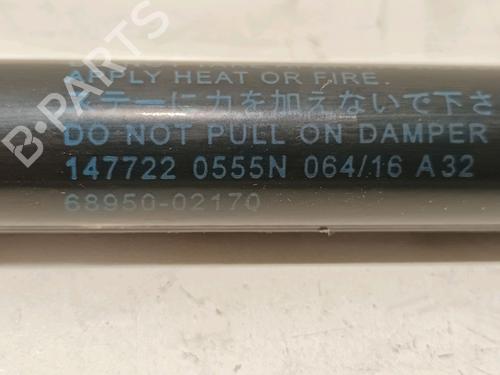 APPLY HEAT OR FIRE.
ステーに力を加えないで下さ
DO NOT PULL ON DAMPER
147722 0555N 064/16 A32
68950-02170
B-PARTS